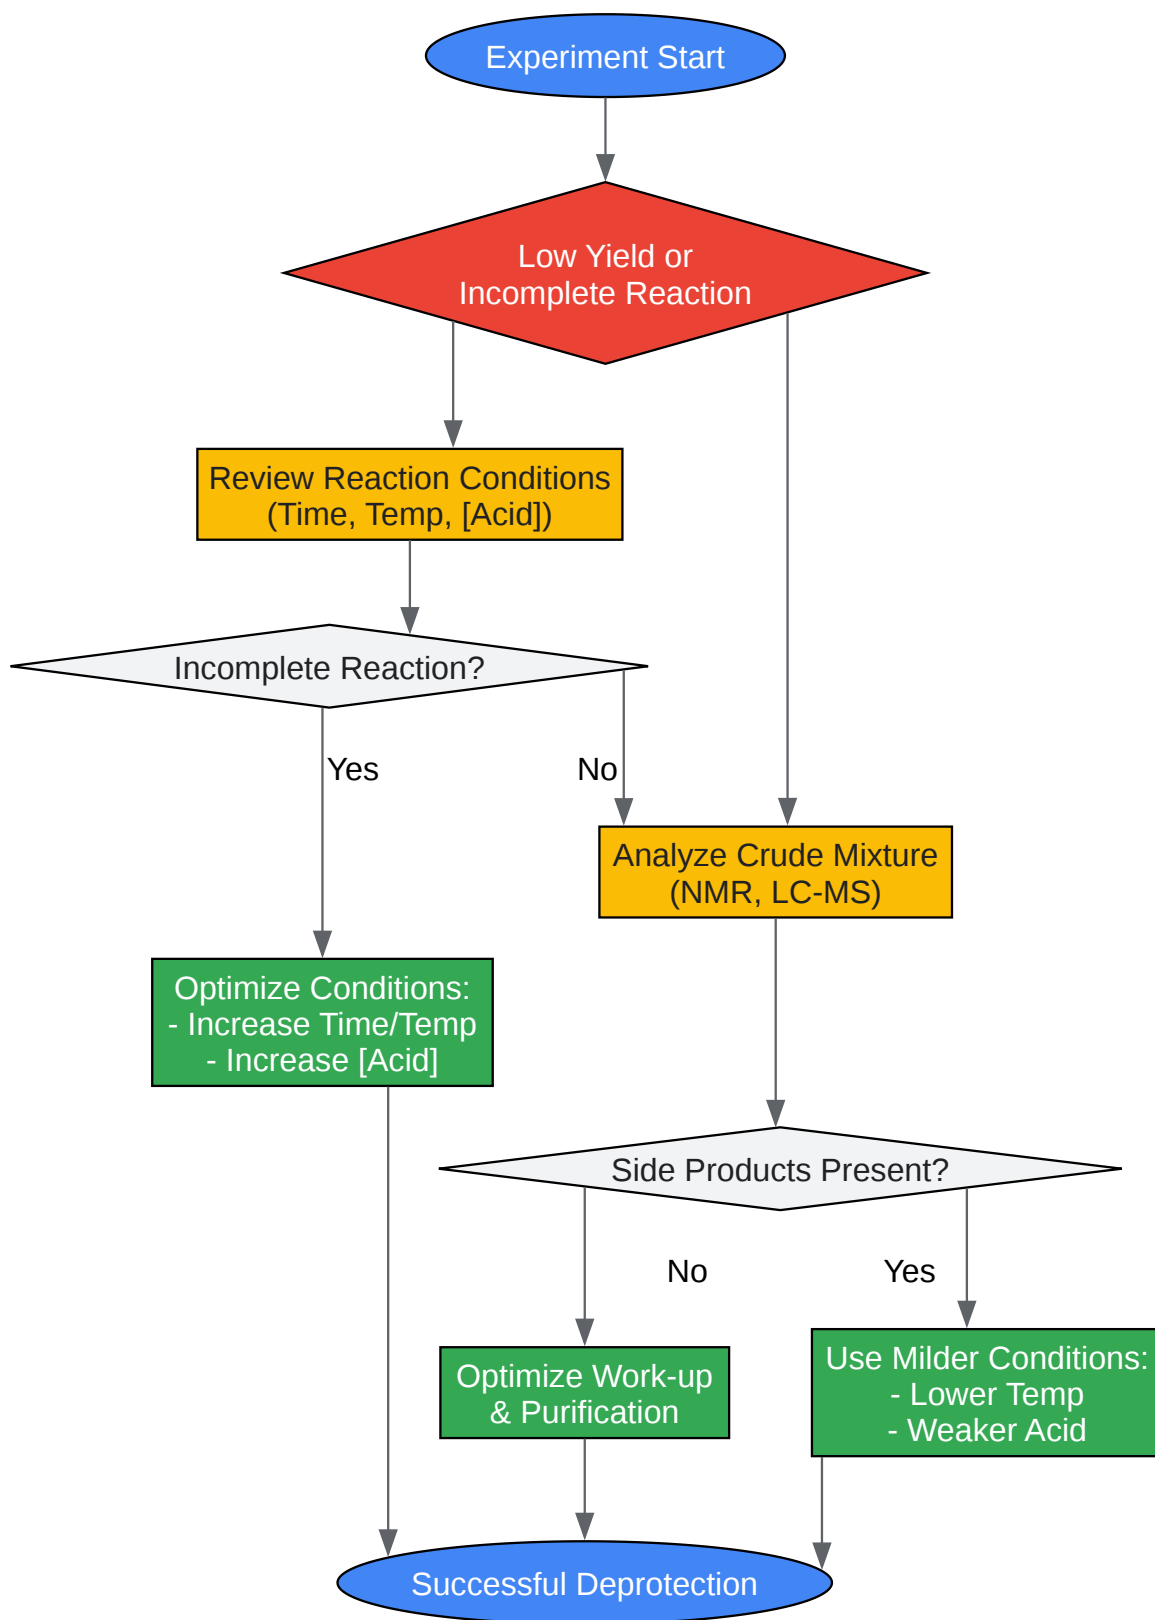 Experiment Start
Low Yield or
Incomplete Reaction
Review Reaction Conditions
(Time, Temp, [Acid])
Incomplete Reaction?
Yes
No
Analyze Crude Mixture
(NMR, LC-MS)
Optimize Conditions:
- Increase Time/Temp
- Increase [Acid]
Side Products Present?
No
Yes
Optimize Work-up
& Purification
Use Milder Conditions:
- Lower Temp
- Weaker Acid
Successful Deprotection